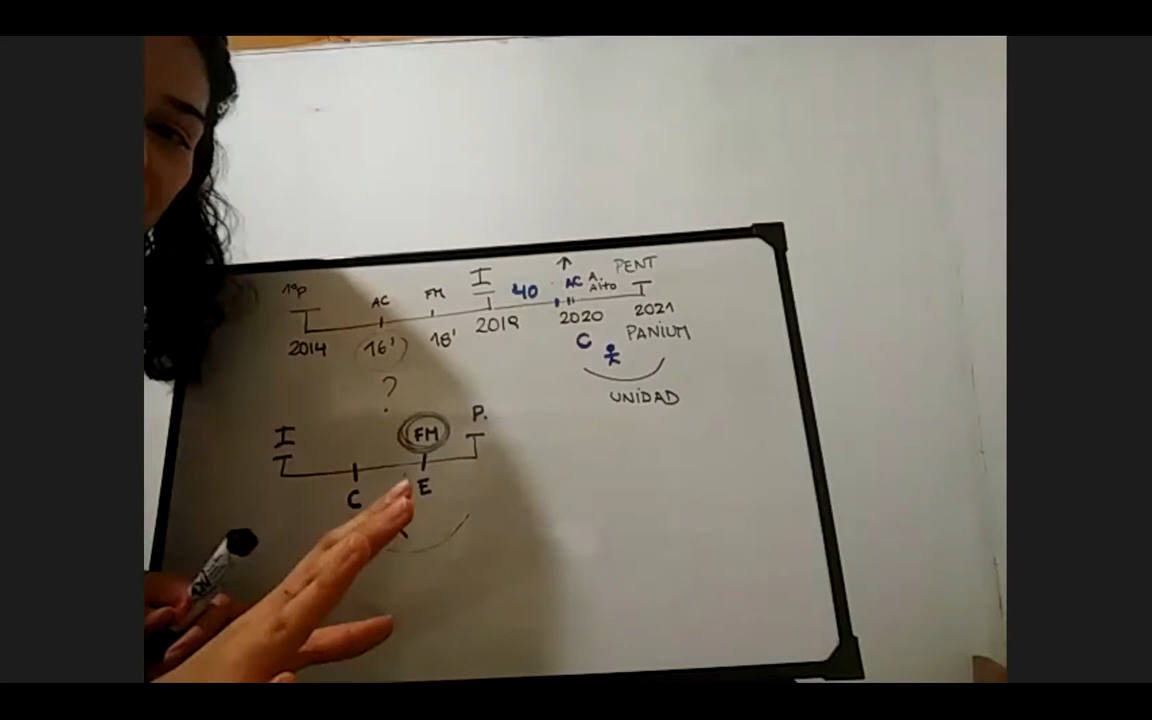 1ºp AC FM I 40 ↑ AC A. Alto PENT
2014 (16') 18' 2019 2020 2021
C PANIUM
?
UNIDAD
I FM P.
C E